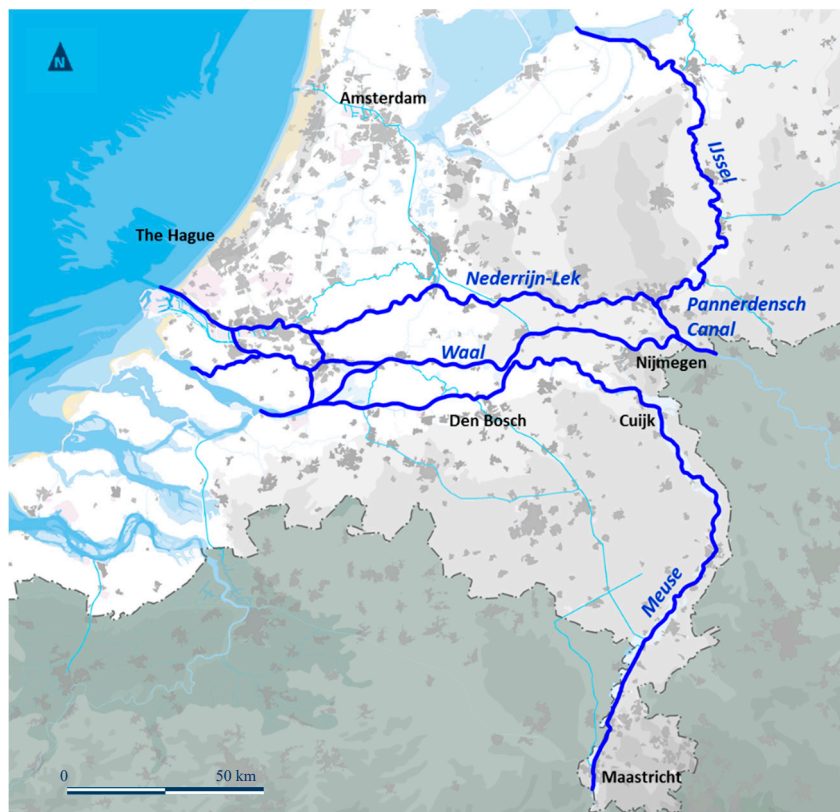 N
Amsterdam
IJssel
The Hague
Nederrijn-Lek
Pannerdensch
Canal
Waal
Nijmegen
Den Bosch
Cuijk
Meuse
Maastricht
0 50 km